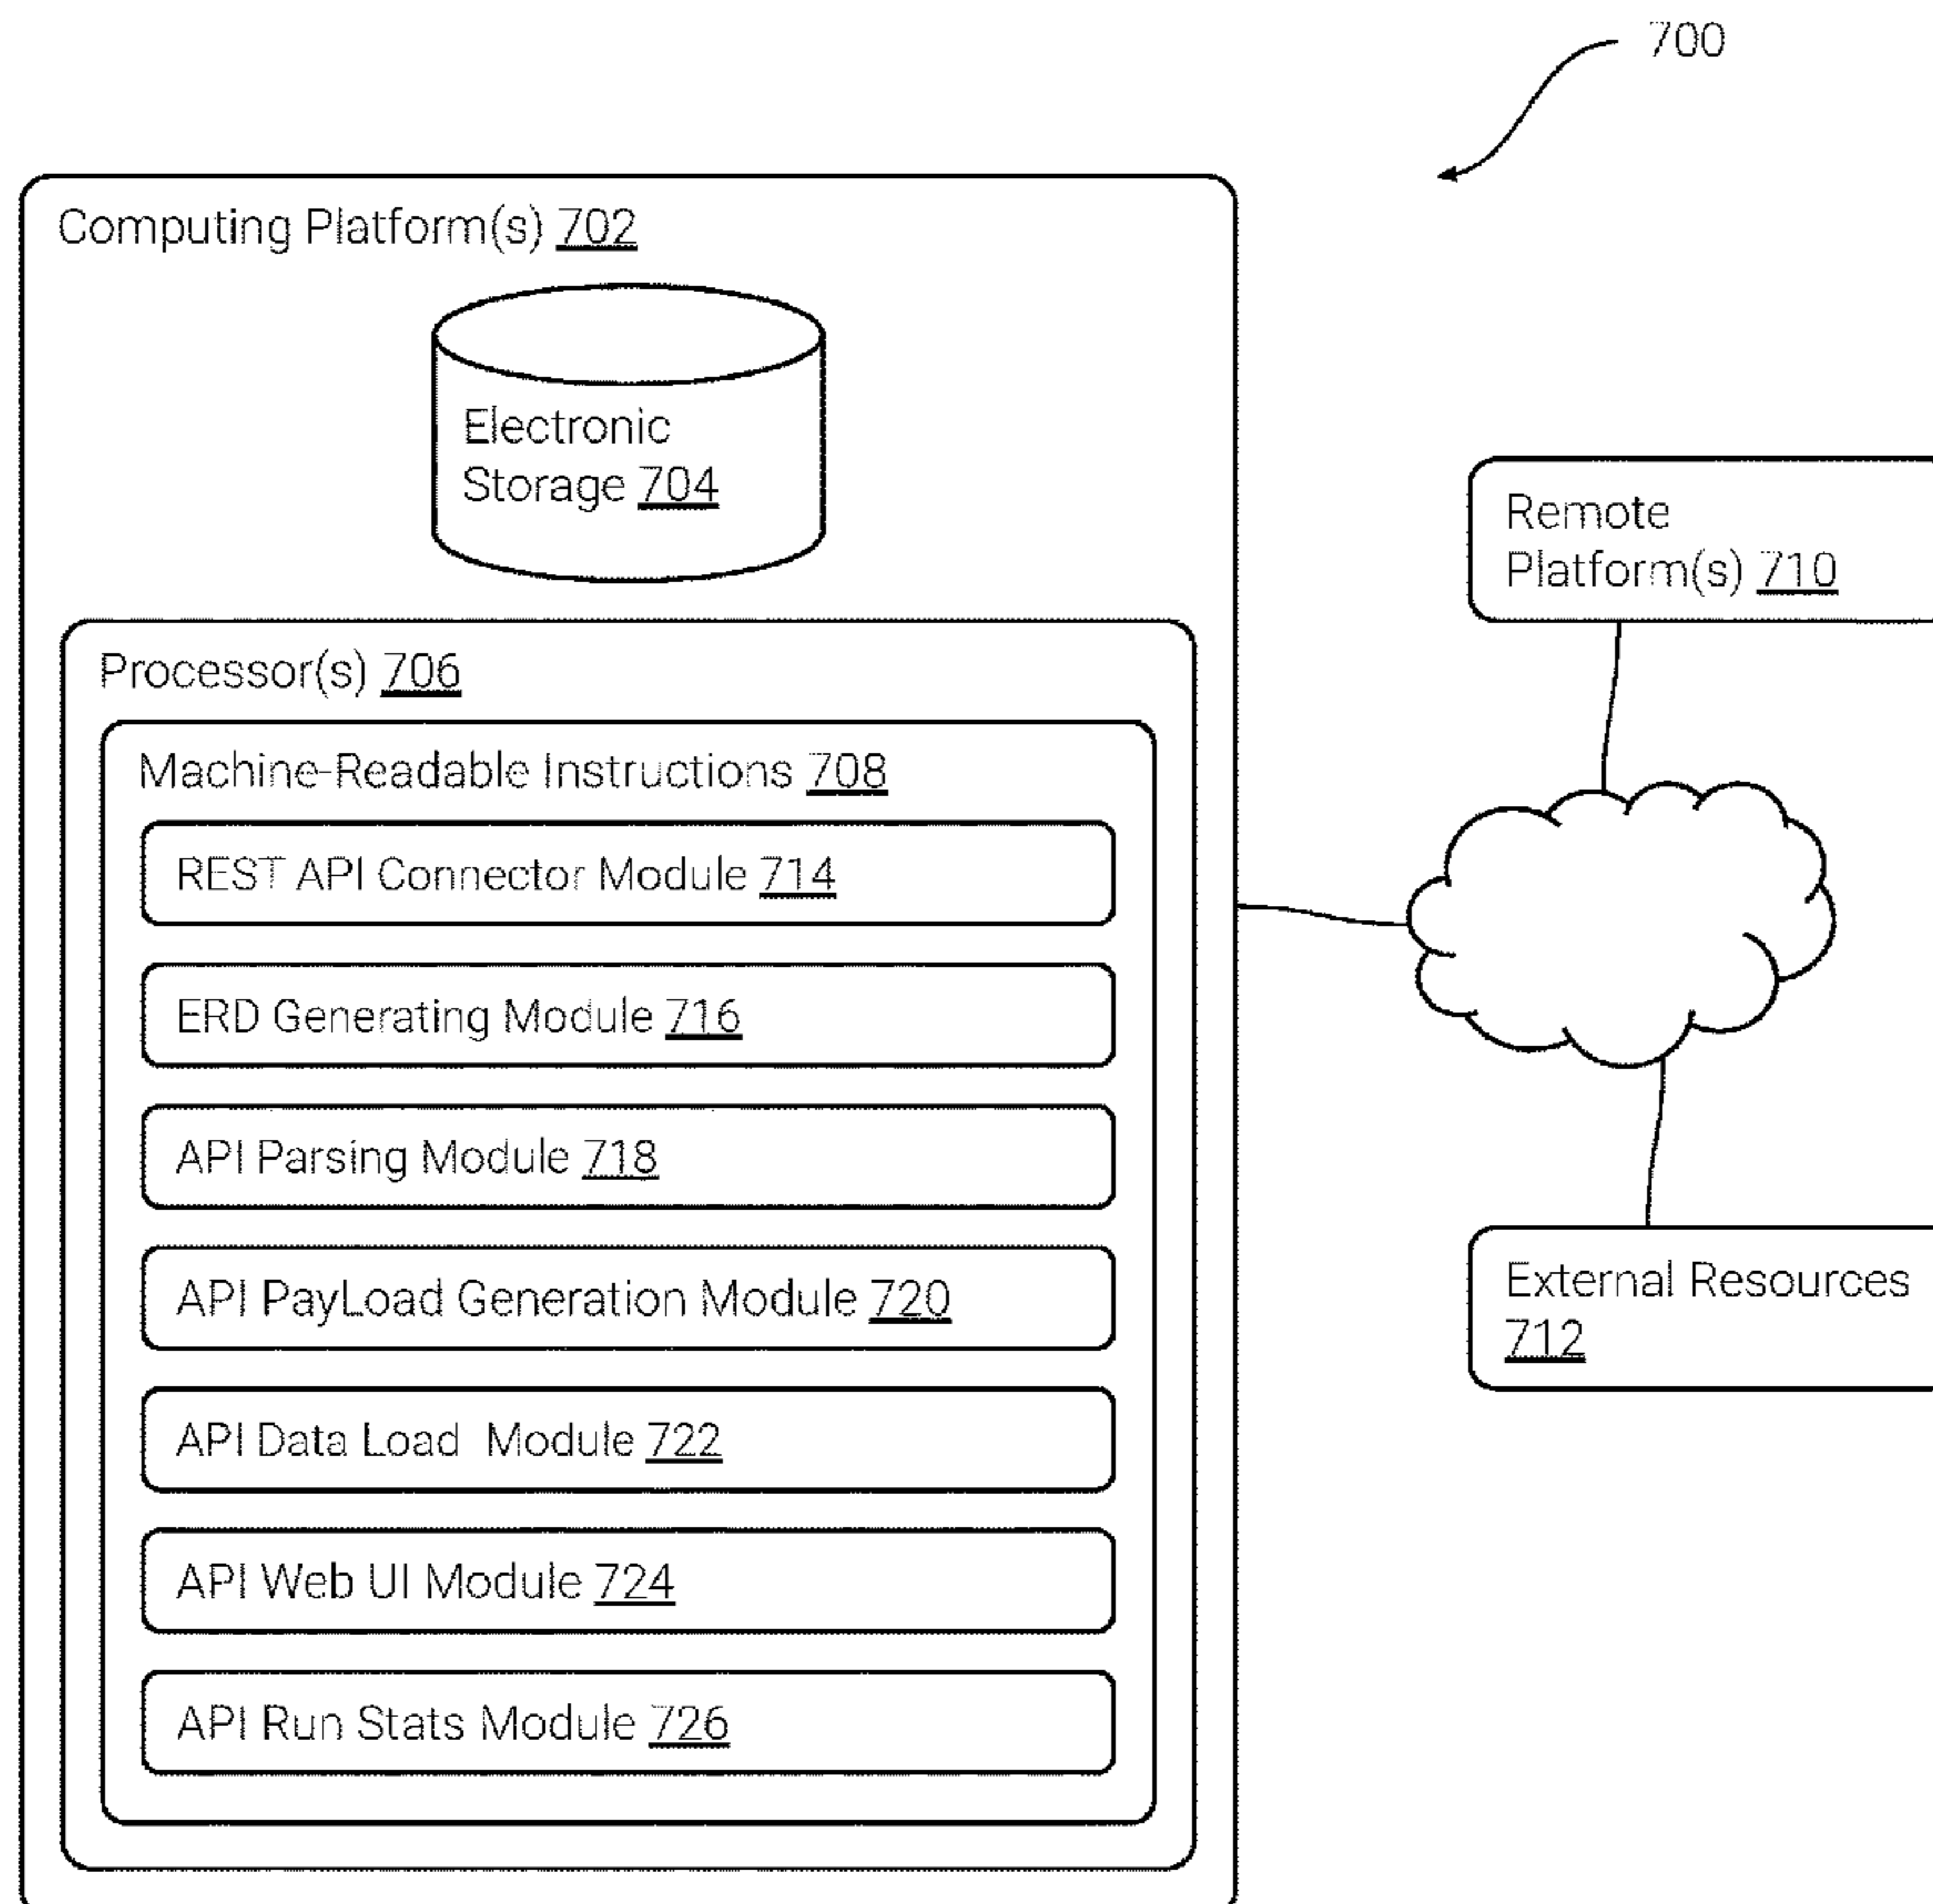 700
Computing Platform(s) 702
Electronic
Storage 704
Remote
Platform(s) 710
Processor(s) 706
Machine-Readable Instructions 708
REST API Connector Module 714
ERD Generating Module 716
API Parsing Module 718
API PayLoad Generation Module 720
External Resources
712
API Data Load  Module 722
API Web UI Module 724
API Run Stats Module 726